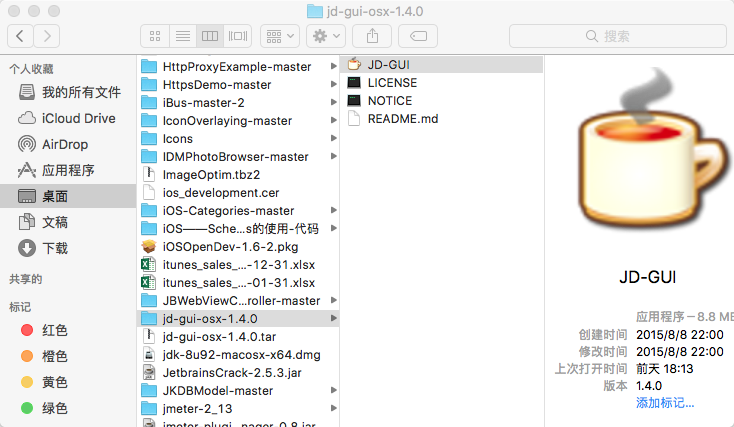 jd-gui-osx-1.4.0
搜索
个人收藏
我的所有文件
iCloud Drive
AirDrop
应用程序
桌面
文稿
下载
共享的
标记
红色
橙色
黄色
绿色
HttpProxyExample-master
HttpsDemo-master
iBus-master-2
IconOverlaying-master
Icons
IDMPhotoBrowser-master
ImageOptim.tbz2
ios_development.cer
iOS-Categories-master
iOS——Sche...s的使用-代码
iOSOpenDev-1.6-2.pkg
itunes_sales_...-12-31.xlsx
itunes_sales_...-01-31.xlsx
JBWebViewC...roller-master
jd-gui-osx-1.4.0
jd-gui-osx-1.4.0.tar
jdk-8u92-macosx-x64.dmg
JetbrainsCrack-2.5.3.jar
JKDBModel-master
jmeter-2_13
jmeter-plugi...nager-0.8.jar
JD-GUI
LICENSE
NOTICE
README.md
JD-GUI
应用程序－8.8 MB
创建时间 2015/8/8 22:00
修改时间 2015/8/8 22:00
上次打开时间 前天 18:13
版本 1.4.0
添加标记...